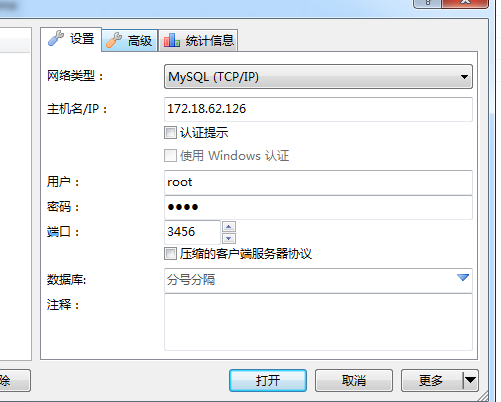 设置 高级 统计信息
网络类型： MySQL (TCP/IP)
主机名/IP： 172.18.62.126
认证提示
使用 Windows 认证
用户： root
密码： ●●●●
端口： 3456
压缩的客户端服务器协议
数据库: 分号分隔
注释：
除 打开 取消 更多